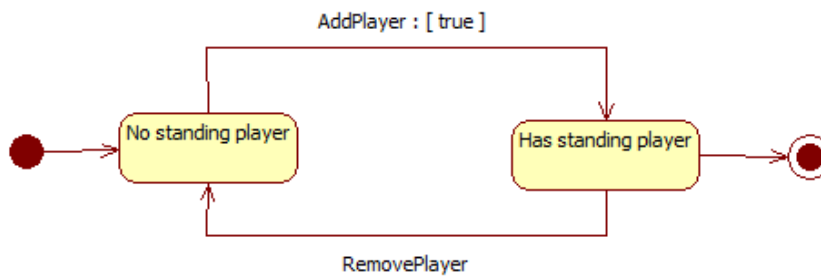 AddPlayer : [ true ]
No standing player
Has standing player
RemovePlayer